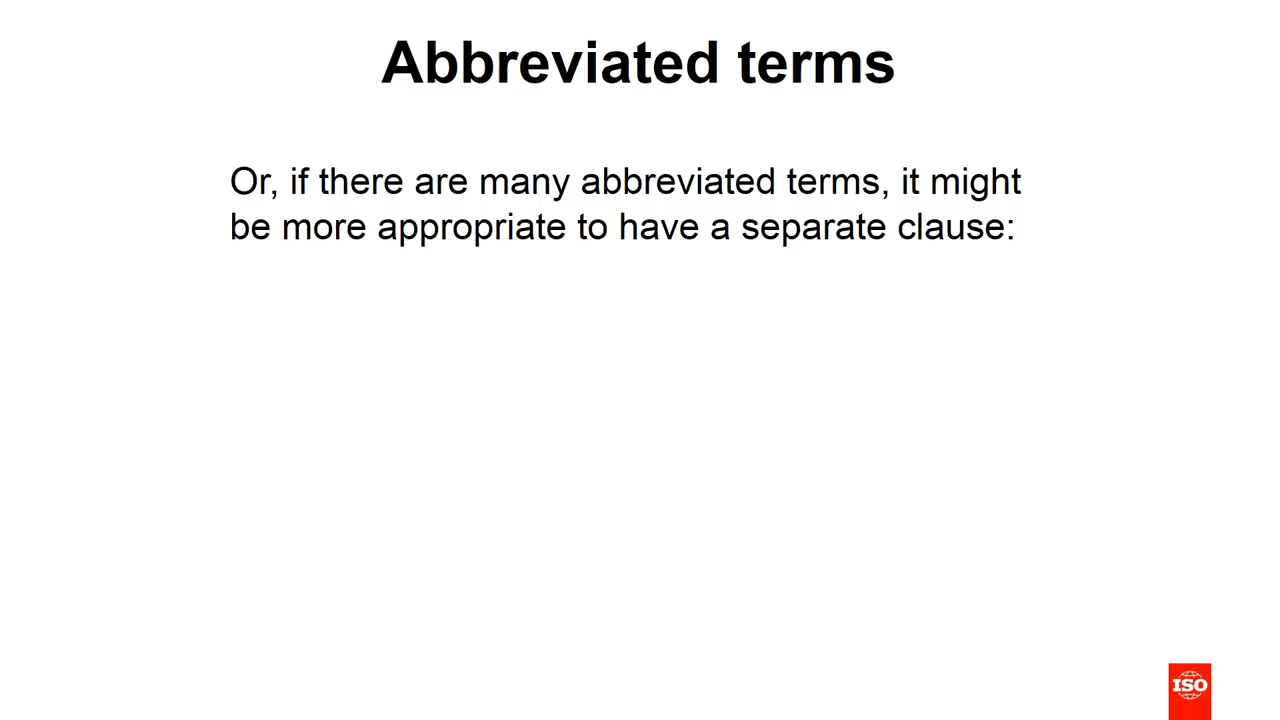 Abbreviated terms
Or, if there are many abbreviated terms, it might
be more appropriate to have a separate clause:
ISO